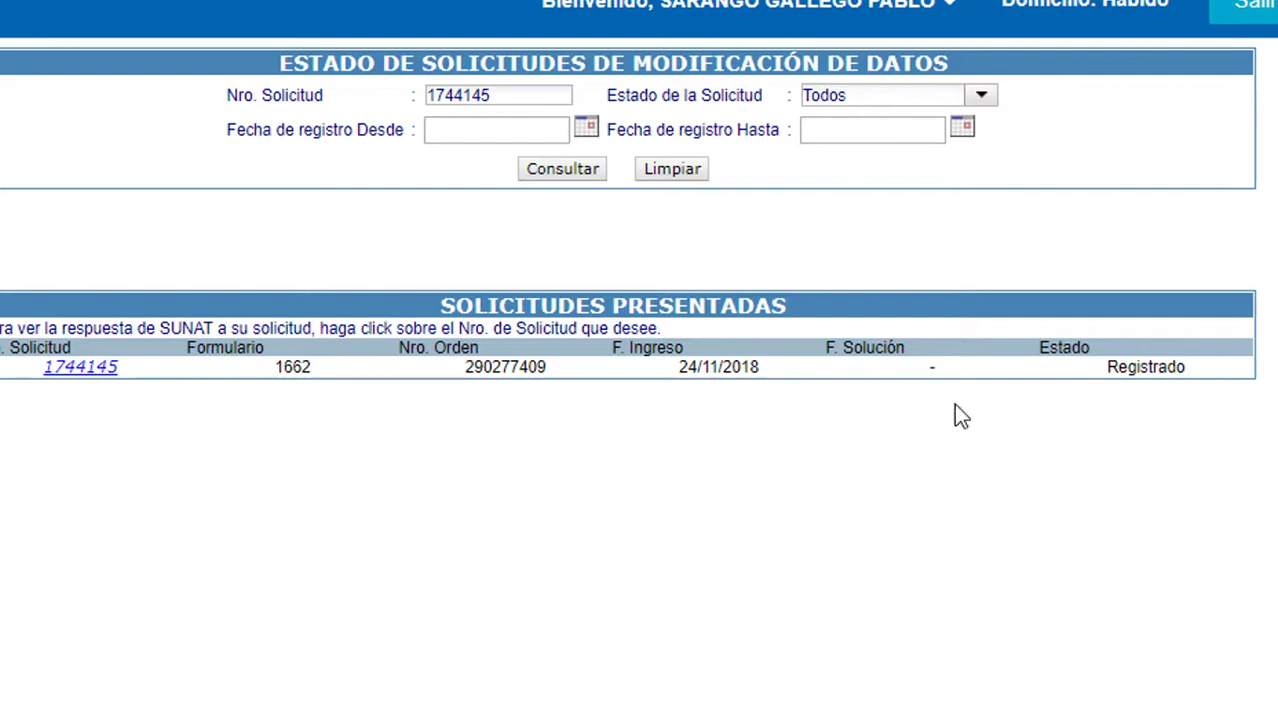 Bienvenido, SARANGO GALLEGO PABLO Domicilio: Habido Salir
ESTADO DE SOLICITUDES DE MODIFICACIÓN DE DATOS
Nro. Solicitud : 1744145 Estado de la Solicitud : Todos
Fecha de registro Desde : Fecha de registro Hasta :
Consultar Limpiar
SOLICITUDES PRESENTADAS
ra ver la respuesta de SUNAT a su solicitud, haga click sobre el Nro. de Solicitud que desee.
. Solicitud Formulario Nro. Orden F. Ingreso F. Solución Estado
1744145 1662 290277409 24/11/2018 - Registrado